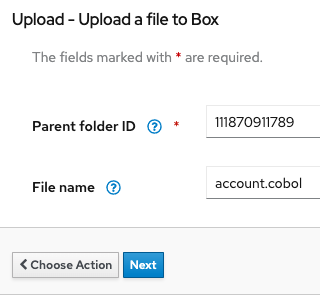 Upload - Upload a file to Box
The fields marked with * are required.
Parent folder ID ? * 111870911789
File name ? account.cobol
Choose Action Next